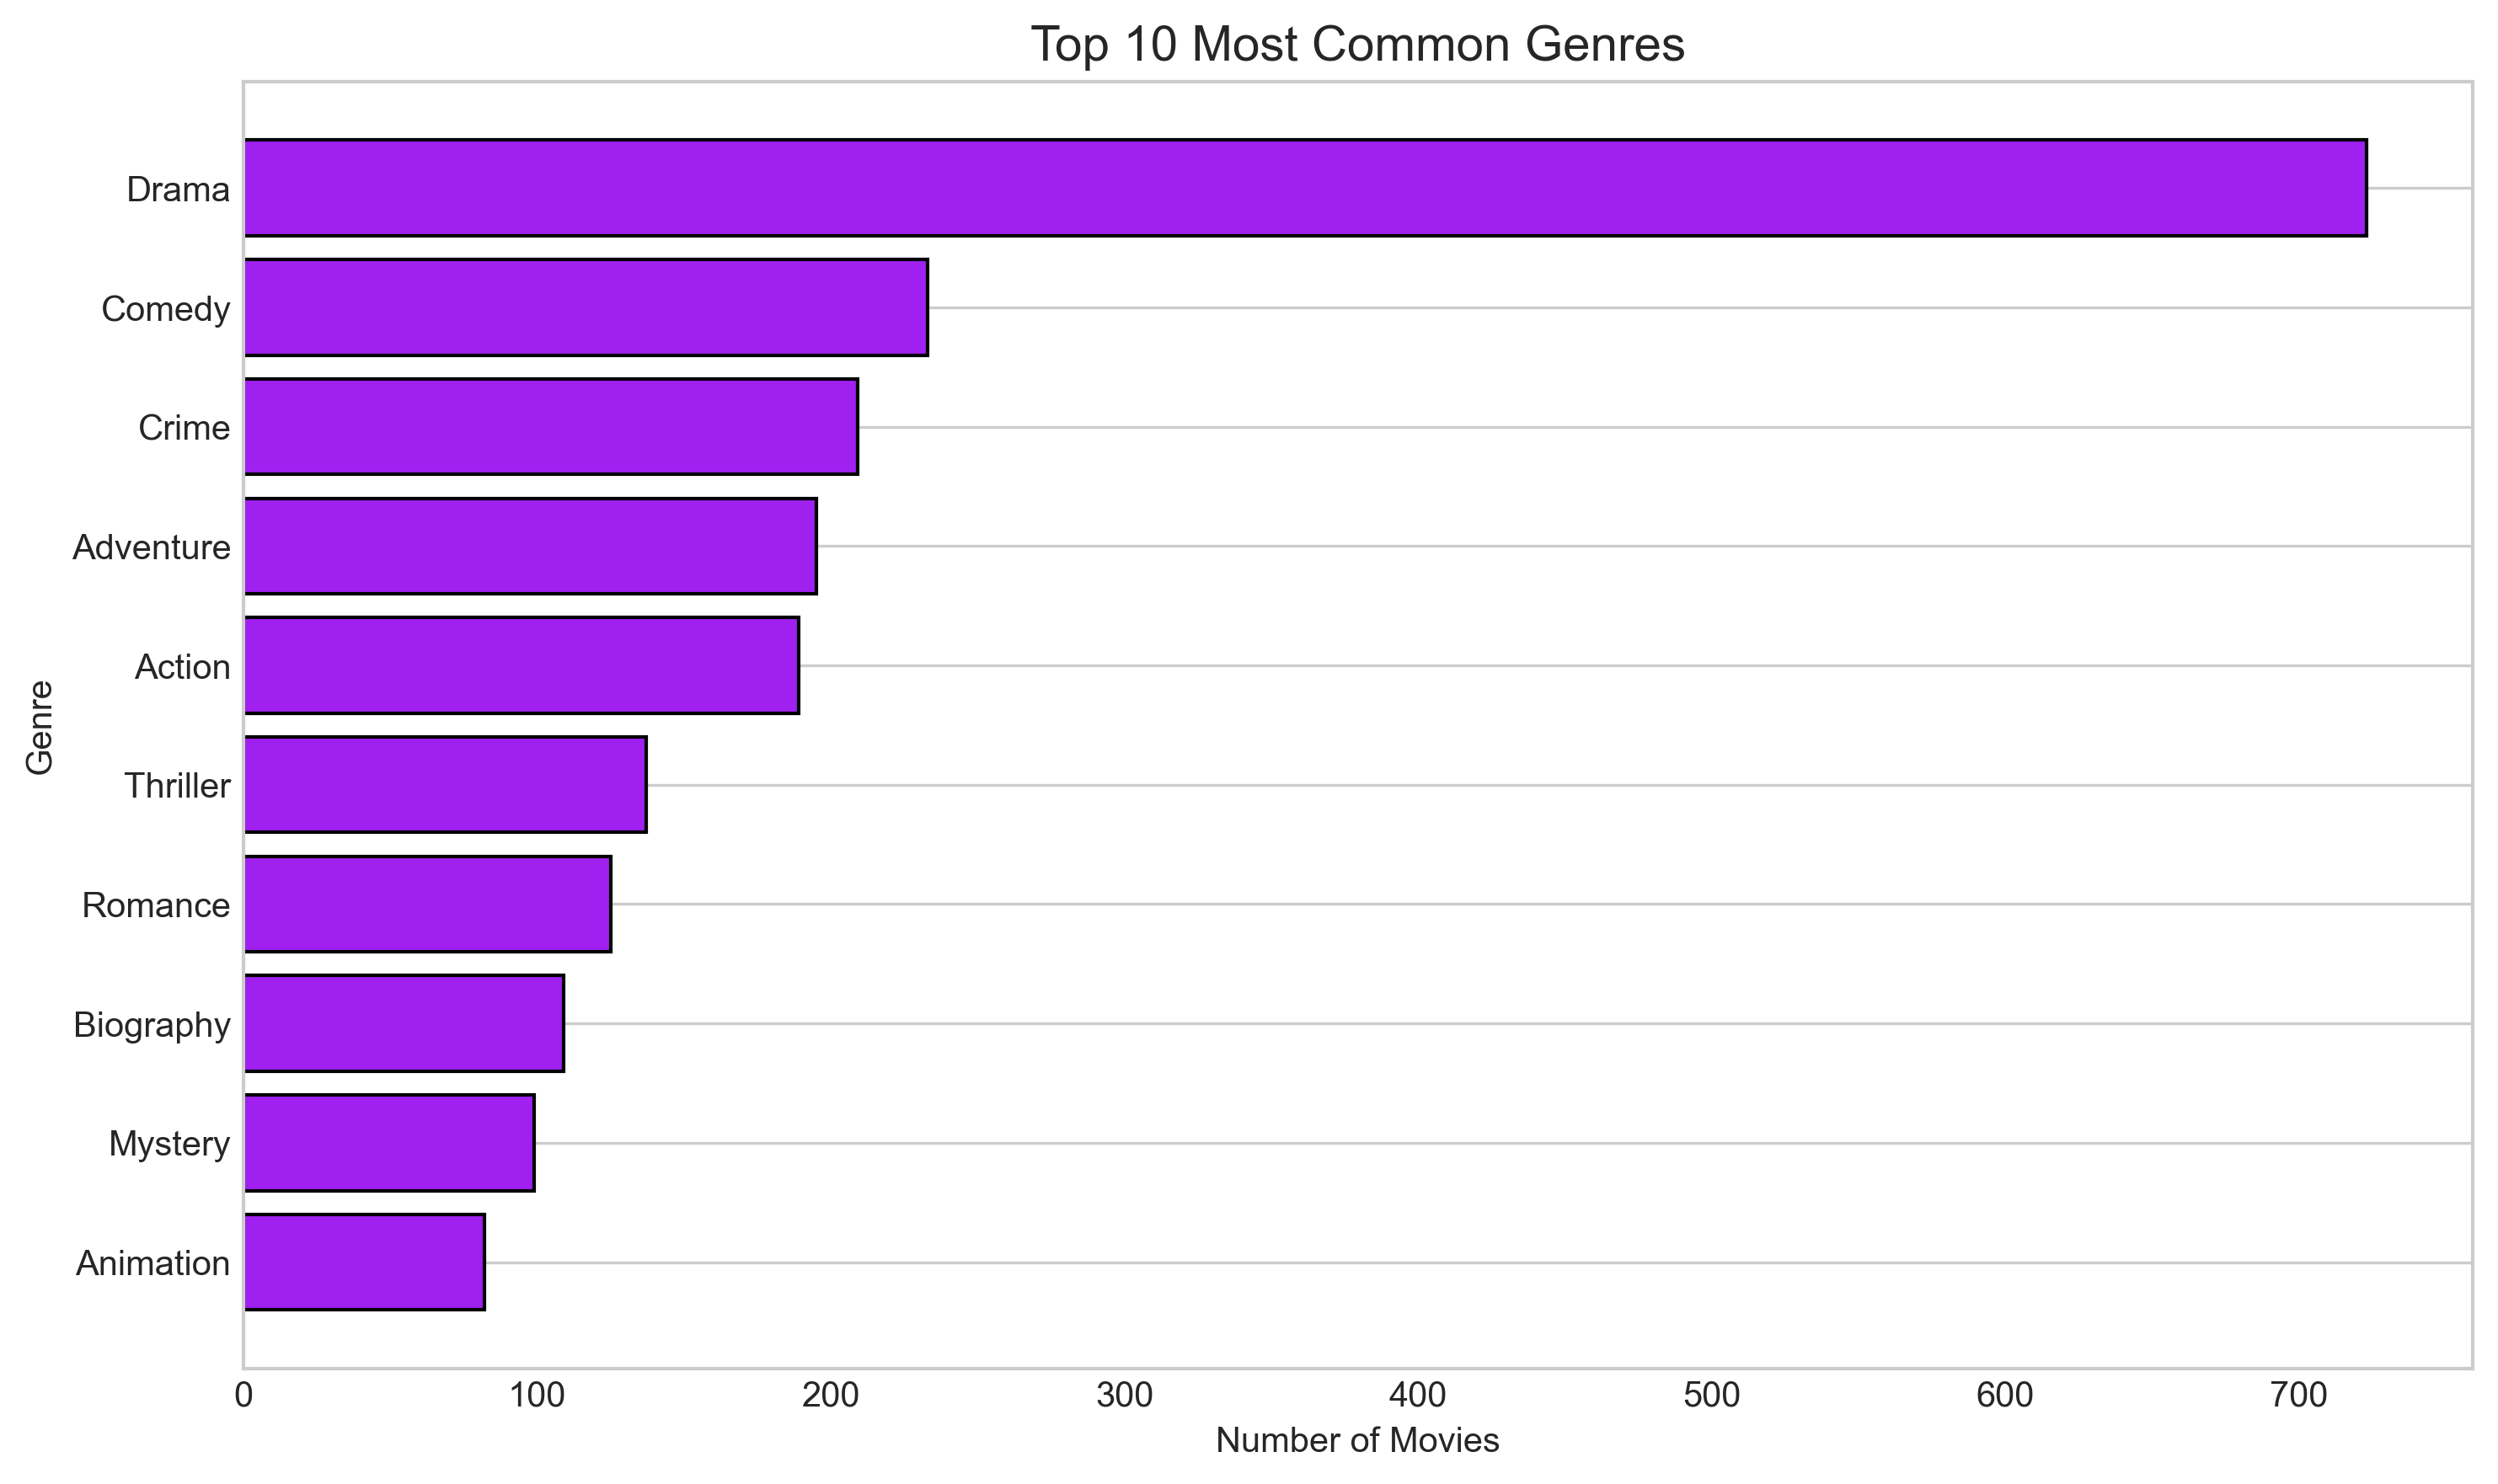 Top 10 Most Common Genres
Genre
Drama
Comedy
Crime
Adventure
Action
Thriller
Romance
Biography
Mystery
Animation
0 100 200 300 400 500 600 700
Number of Movies